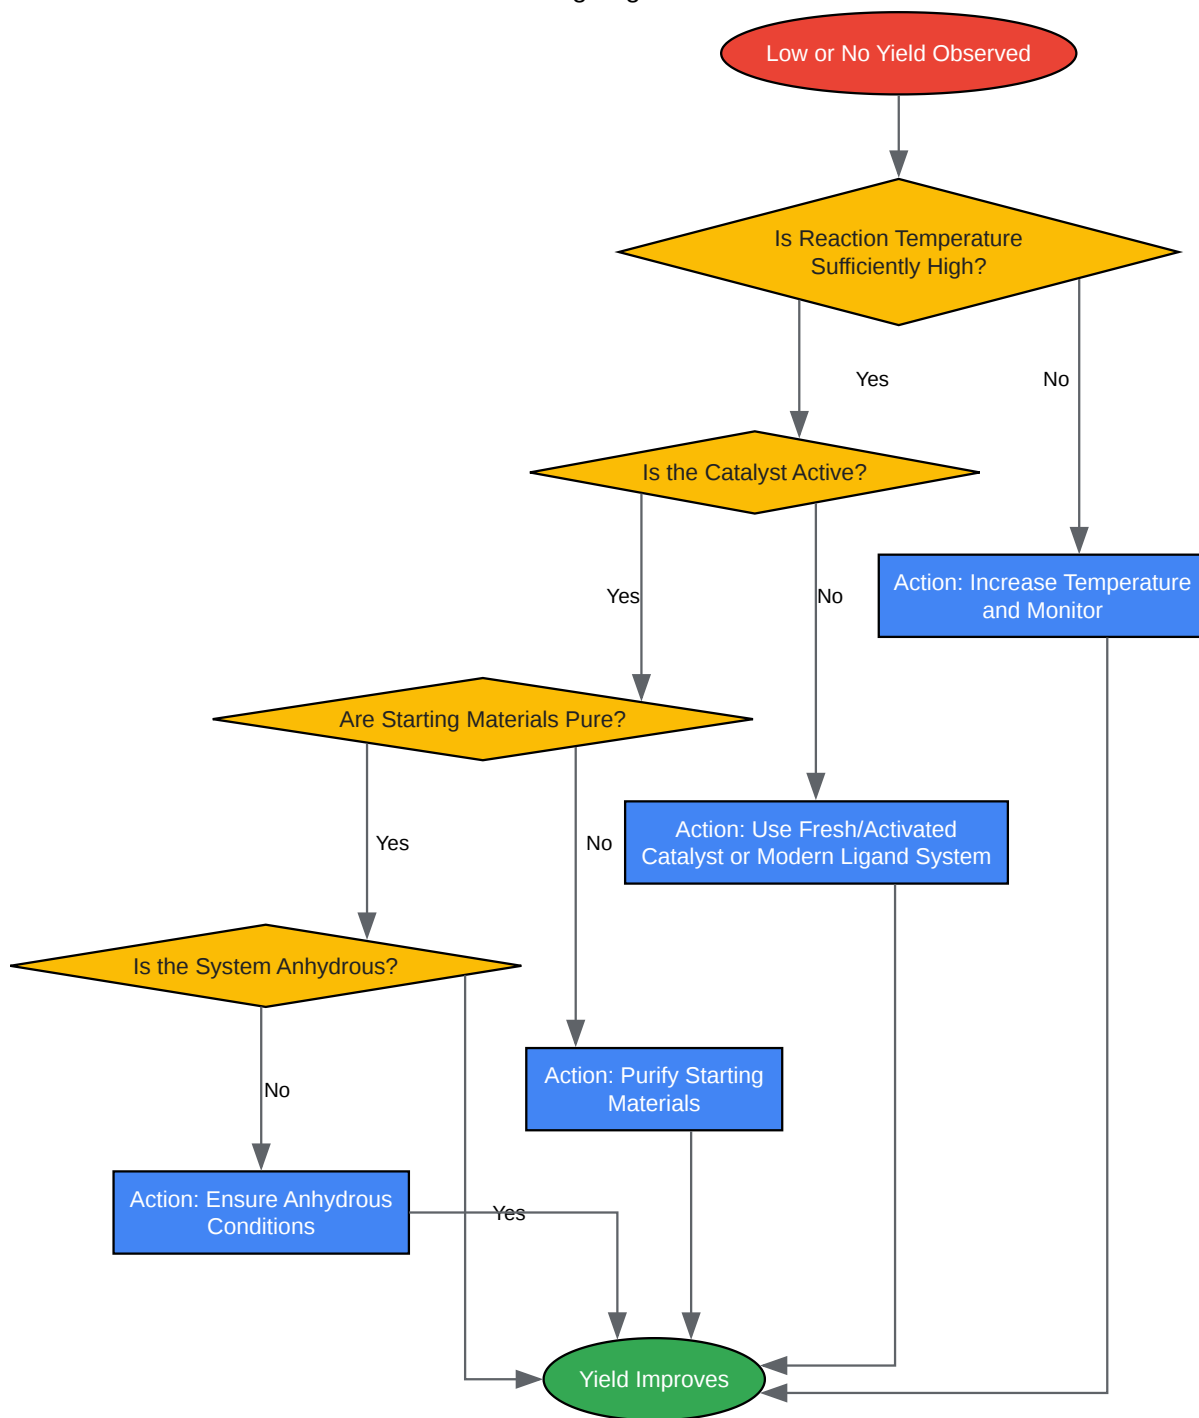 Low or No Yield Observed
Is Reaction Temperature
Sufficiently High?
Yes
No
Is the Catalyst Active?
Action: Increase Temperature
and Monitor
Yes
No
Are Starting Materials Pure?
Action: Use Fresh/Activated
Catalyst or Modern Ligand System
Yes
No
Is the System Anhydrous?
Action: Purify Starting
Materials
No
Action: Ensure Anhydrous
Conditions
Yes
Yield Improves